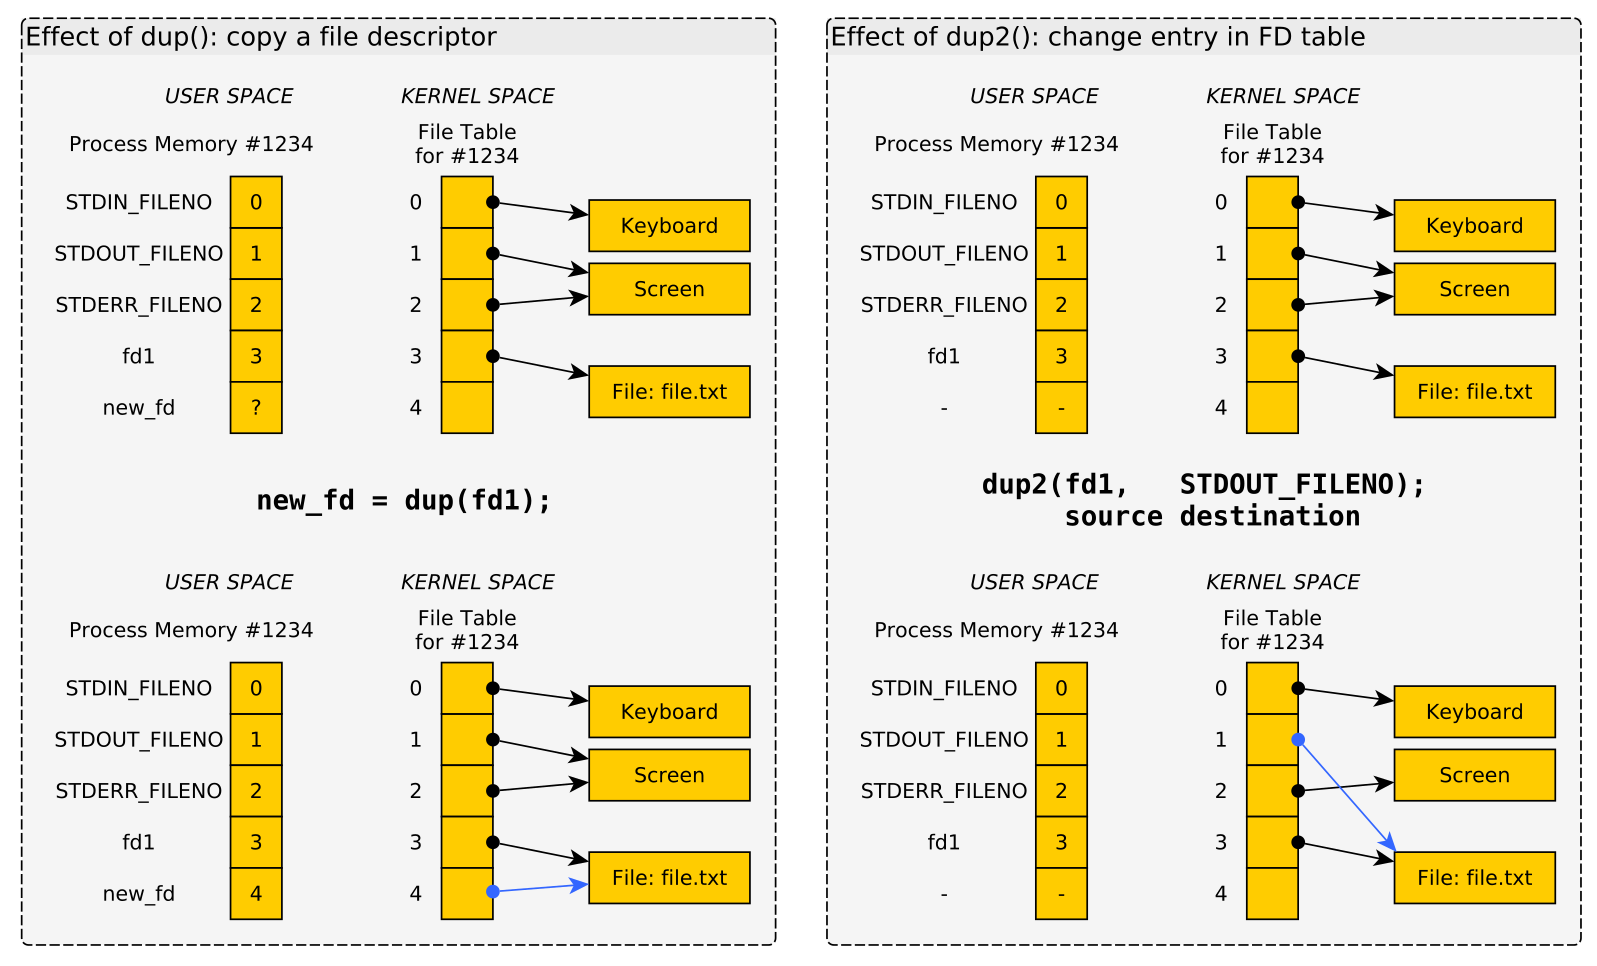 Effect of dup(): copy a file descriptor
USER SPACE
KERNEL SPACE
Process Memory #1234
File Table
for #1234
STDIN_FILENO 0 0
Keyboard
STDOUT_FILENO 1 1
Screen
STDERR_FILENO 2 2
fd1 3 3
File: file.txt
new_fd ? 4
new_fd = dup(fd1);
USER SPACE
KERNEL SPACE
Process Memory #1234
File Table
for #1234
STDIN_FILENO 0 0
Keyboard
STDOUT_FILENO 1 1
Screen
STDERR_FILENO 2 2
fd1 3 3
File: file.txt
new_fd 4 4
Effect of dup2(): change entry in FD table
USER SPACE
KERNEL SPACE
Process Memory #1234
File Table
for #1234
STDIN_FILENO 0 0
Keyboard
STDOUT_FILENO 1 1
Screen
STDERR_FILENO 2 2
fd1 3 3
File: file.txt
- - 4
dup2(fd1, STDOUT_FILENO);
source destination
USER SPACE
KERNEL SPACE
Process Memory #1234
File Table
for #1234
STDIN_FILENO 0 0
Keyboard
STDOUT_FILENO 1 1
Screen
STDERR_FILENO 2 2
fd1 3 3
File: file.txt
- - 4